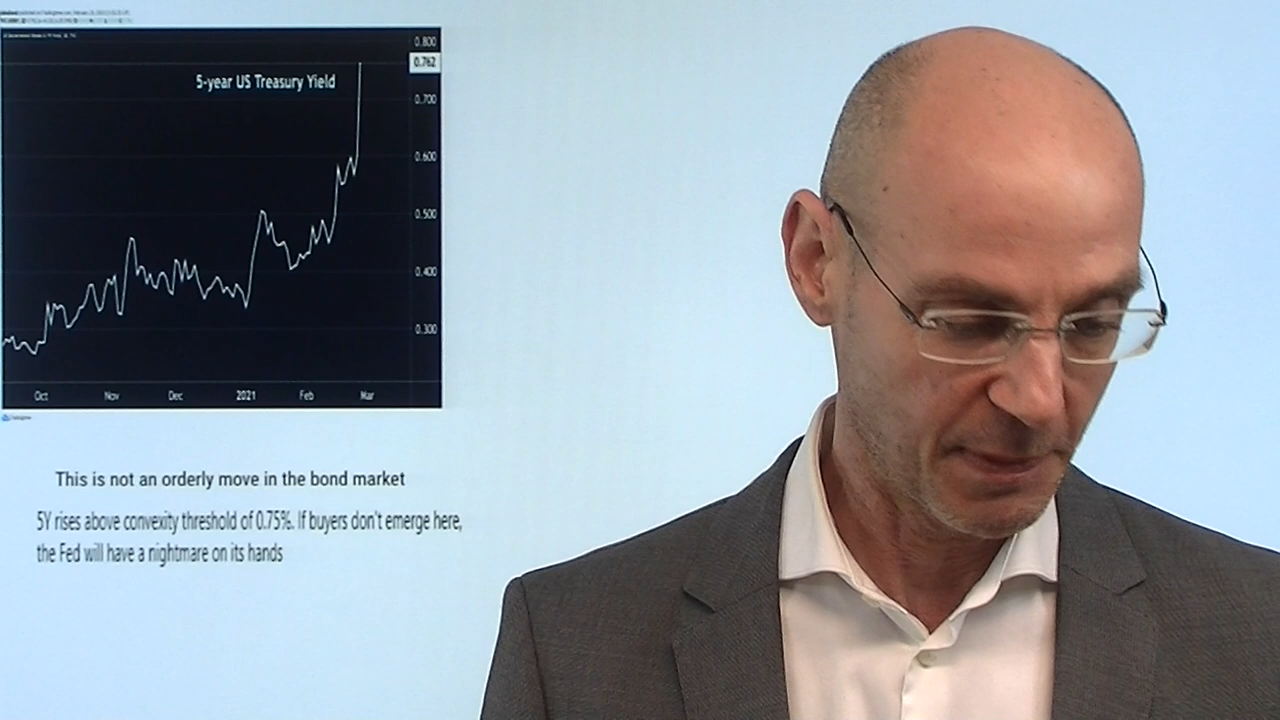 5-year US Treasury Yield
0.800
0.762
0.700
0.600
0.500
0.400
0.300
Oct Nov Dec 2021 Feb Mar
This is not an orderly move in the bond market
5Y rises above convexity threshold of 0.75%. If buyers don't emerge here,
the Fed will have a nightmare on its hands